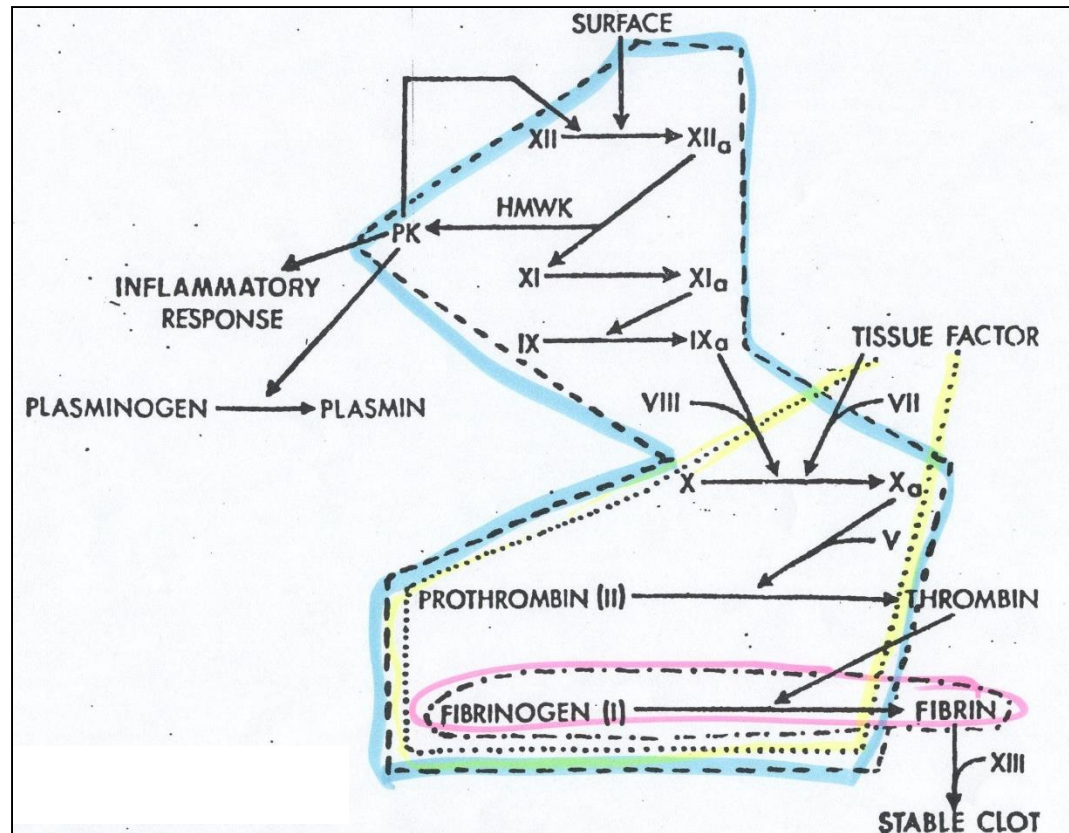 SURFACE
XII
XIIa
HMWK
PK
XI
XIa
INFLAMMATORY
RESPONSE
IX
IXa
TISSUE FACTOR
PLASMINOGEN
PLASMIN
VIII
VII
X
Xa
V
PROTHROMBIN (II)
THROMBIN
FIBRINOGEN (I)
FIBRIN
XIII
STABLE CLOT